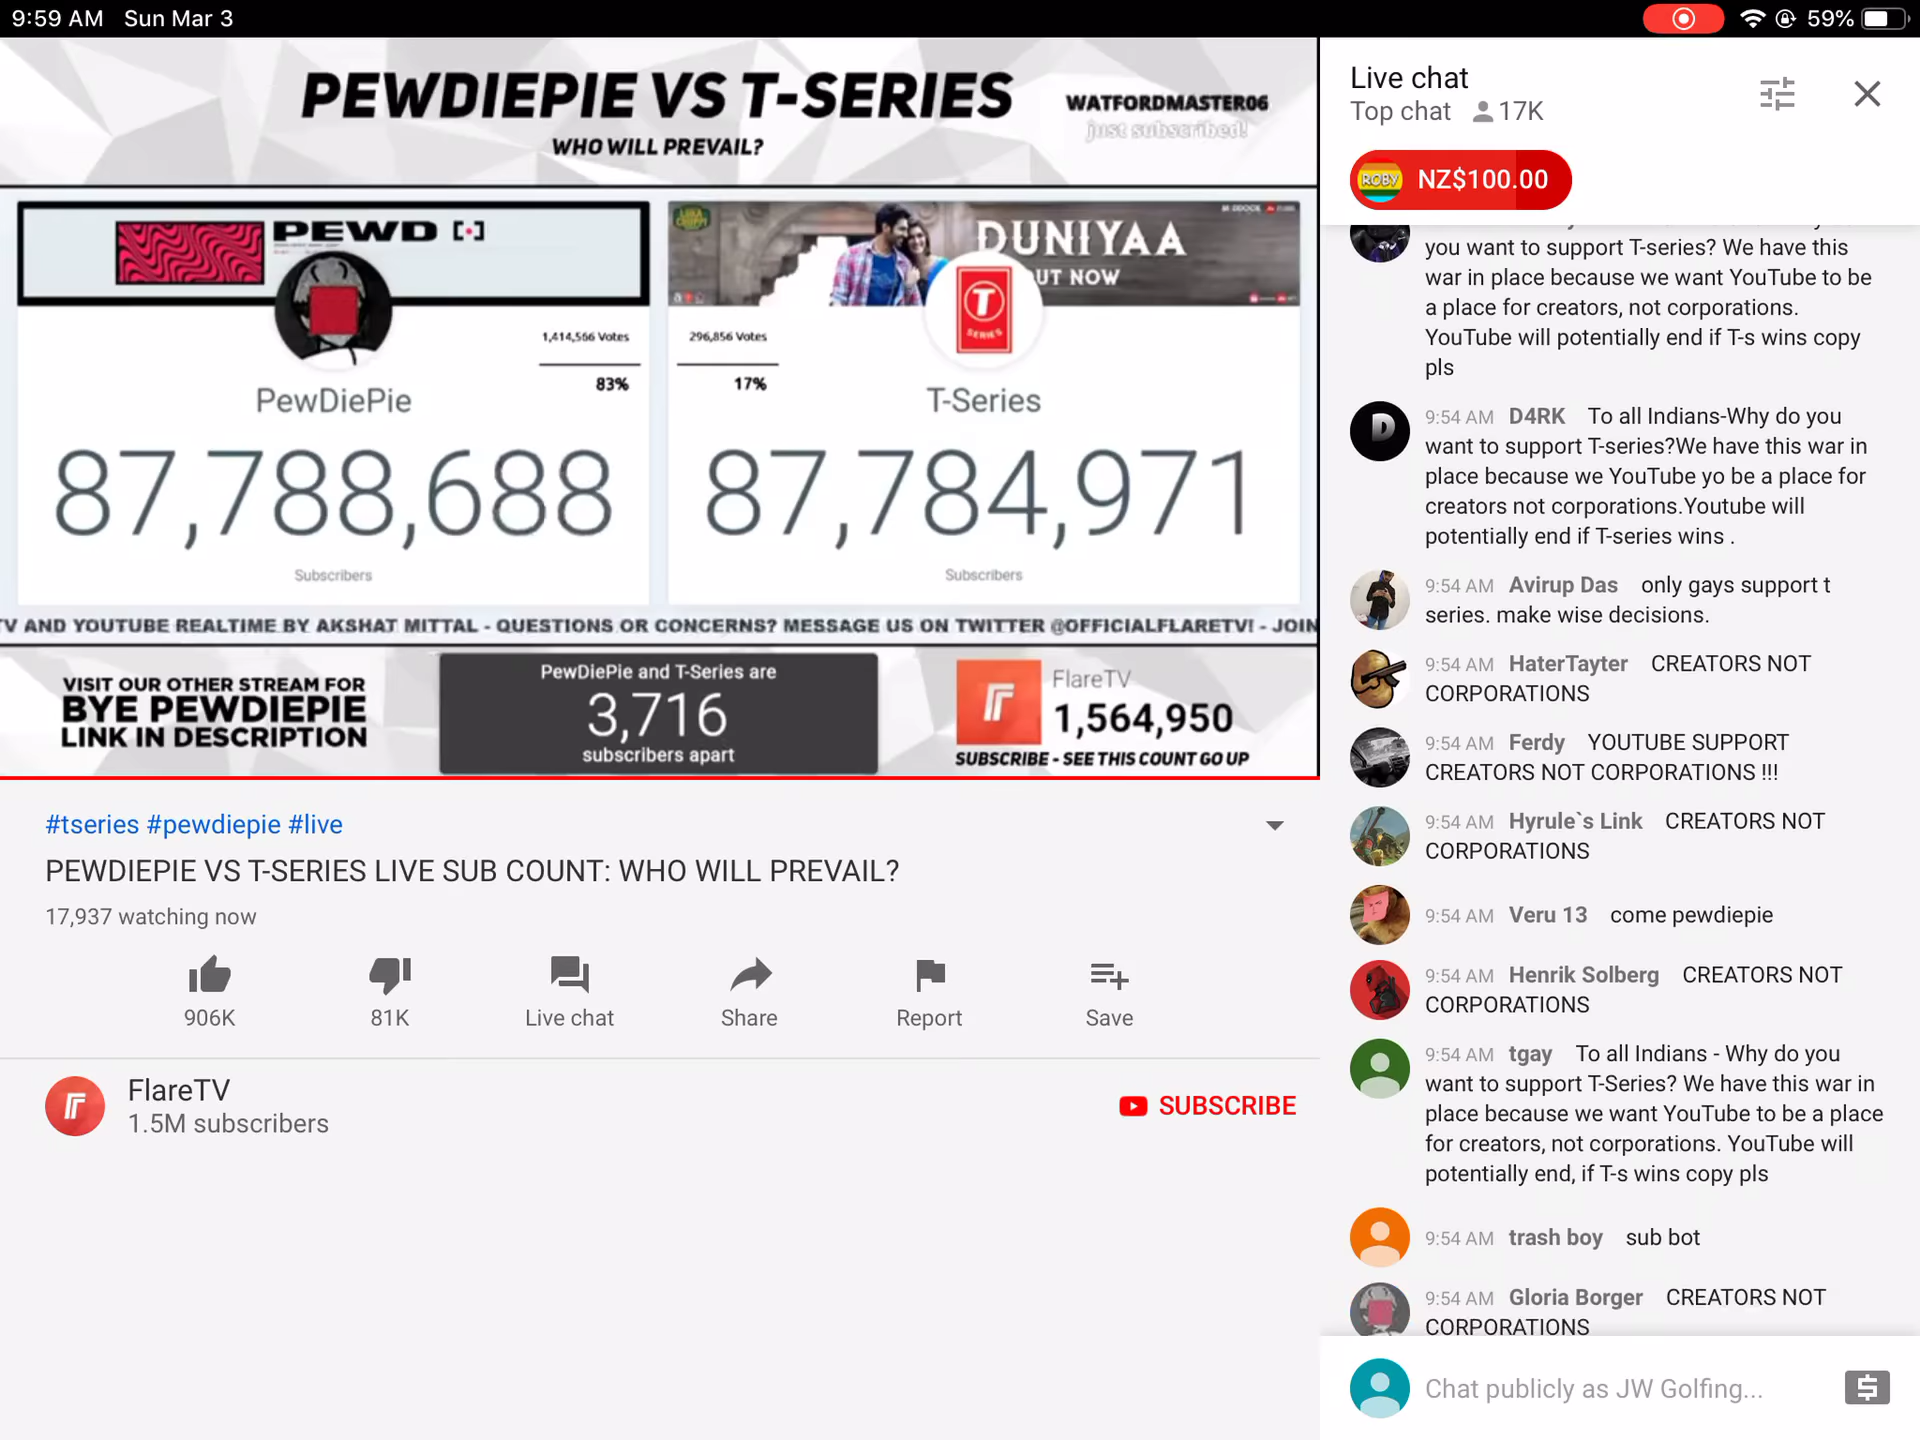 9:59 AM Sun Mar 3
59%
PEWDIEPIE VS T-SERIES
WHO WILL PREVAIL?
WATFORDMASTER06
just subscribed!
PEWD
1,414,566 Votes
83%
PewDiePie
87,788,688
Subscribers
DUNIYAA
OUT NOW
296,856 Votes
17%
T
SERIES
T-Series
87,784,971
Subscribers
V AND YOUTUBE REALTIME BY AKSHAT MITTAL - QUESTIONS OR CONCERNS? MESSAGE US ON TWITTER @OFFICIALFLARETV! - JOIN
VISIT OUR OTHER STREAM FOR
BYE PEWDIEPIE
LINK IN DESCRIPTION
PewDiePie and T-Series are
3,716
subscribers apart
FlareTV
1,564,950
SUBSCRIBE - SEE THIS COUNT GO UP
#tseries #pewdiepie #live
PEWDIEPIE VS T-SERIES LIVE SUB COUNT: WHO WILL PREVAIL?
17,937 watching now
906K
81K
Live chat
Share
Report
Save
FlareTV
1.5M subscribers
SUBSCRIBE
Live chat
Top chat 17K
ROBY NZ$100.00
you want to support T-series? We have this
war in place because we want YouTube to be
a place for creators, not corporations.
YouTube will potentially end if T-s wins copy
pls
9:54 AM D4RK To all Indians-Why do you
want to support T-series?We have this war in
place because we YouTube yo be a place for
creators not corporations.Youtube will
potentially end if T-series wins .
9:54 AM Avirup Das only gays support t
series. make wise decisions.
9:54 AM HaterTayter CREATORS NOT
CORPORATIONS
9:54 AM Ferdy YOUTUBE SUPPORT
CREATORS NOT CORPORATIONS !!!
9:54 AM Hyrule`s Link CREATORS NOT
CORPORATIONS
9:54 AM Veru 13 come pewdiepie
9:54 AM Henrik Solberg CREATORS NOT
CORPORATIONS
9:54 AM tgay To all Indians - Why do you
want to support T-Series? We have this war in
place because we want YouTube to be a place
for creators, not corporations. YouTube will
potentially end, if T-s wins copy pls
9:54 AM trash boy sub bot
9:54 AM Gloria Borger CREATORS NOT
CORPORATIONS
Chat publicly as JW Golfing...